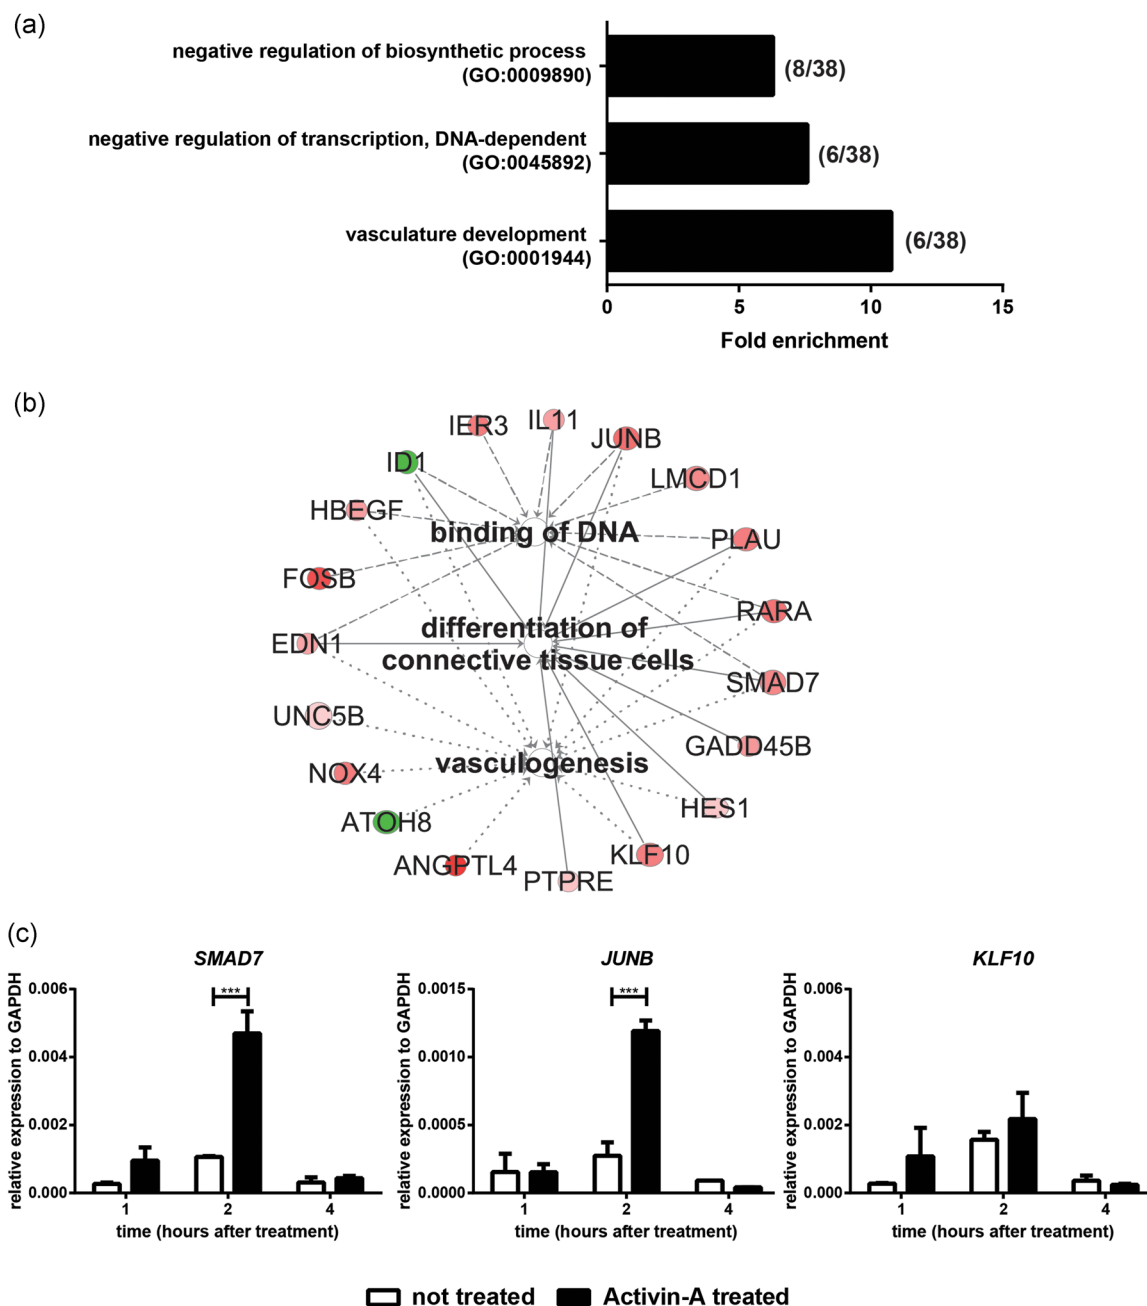 (a)
negative regulation of biosynthetic process
(GO:0009890)
(8/38)
negative regulation of transcription, DNA-dependent
(GO:0045892)
(6/38)
vasculature development
(GO:0001944)
(6/38)
0 5 10 15
Fold enrichment
(b)
IER3
IL11
JUNB
ID1
LMCD1
HBEGF
binding of DNA
PLAU
FOSB
RARA
EDN1
differentiation of
connective tissue cells
SMAD7
UNC5B
GADD45B
NOX4
vasculogenesis
HES1
ATOH8
ANGPTL4
KLF10
PTPRE
(c)
SMAD7
relative expression to GAPDH
0.006
0.004
0.002
0.000
***
1 2 4
time (hours after treatment)
JUNB
relative expression to GAPDH
0.0015
0.0010
0.0005
0.0000
***
1 2 4
time (hours after treatment)
KLF10
relative expression to GAPDH
0.006
0.004
0.002
0.000
1 2 4
time (hours after treatment)
not treated Activin-A treated